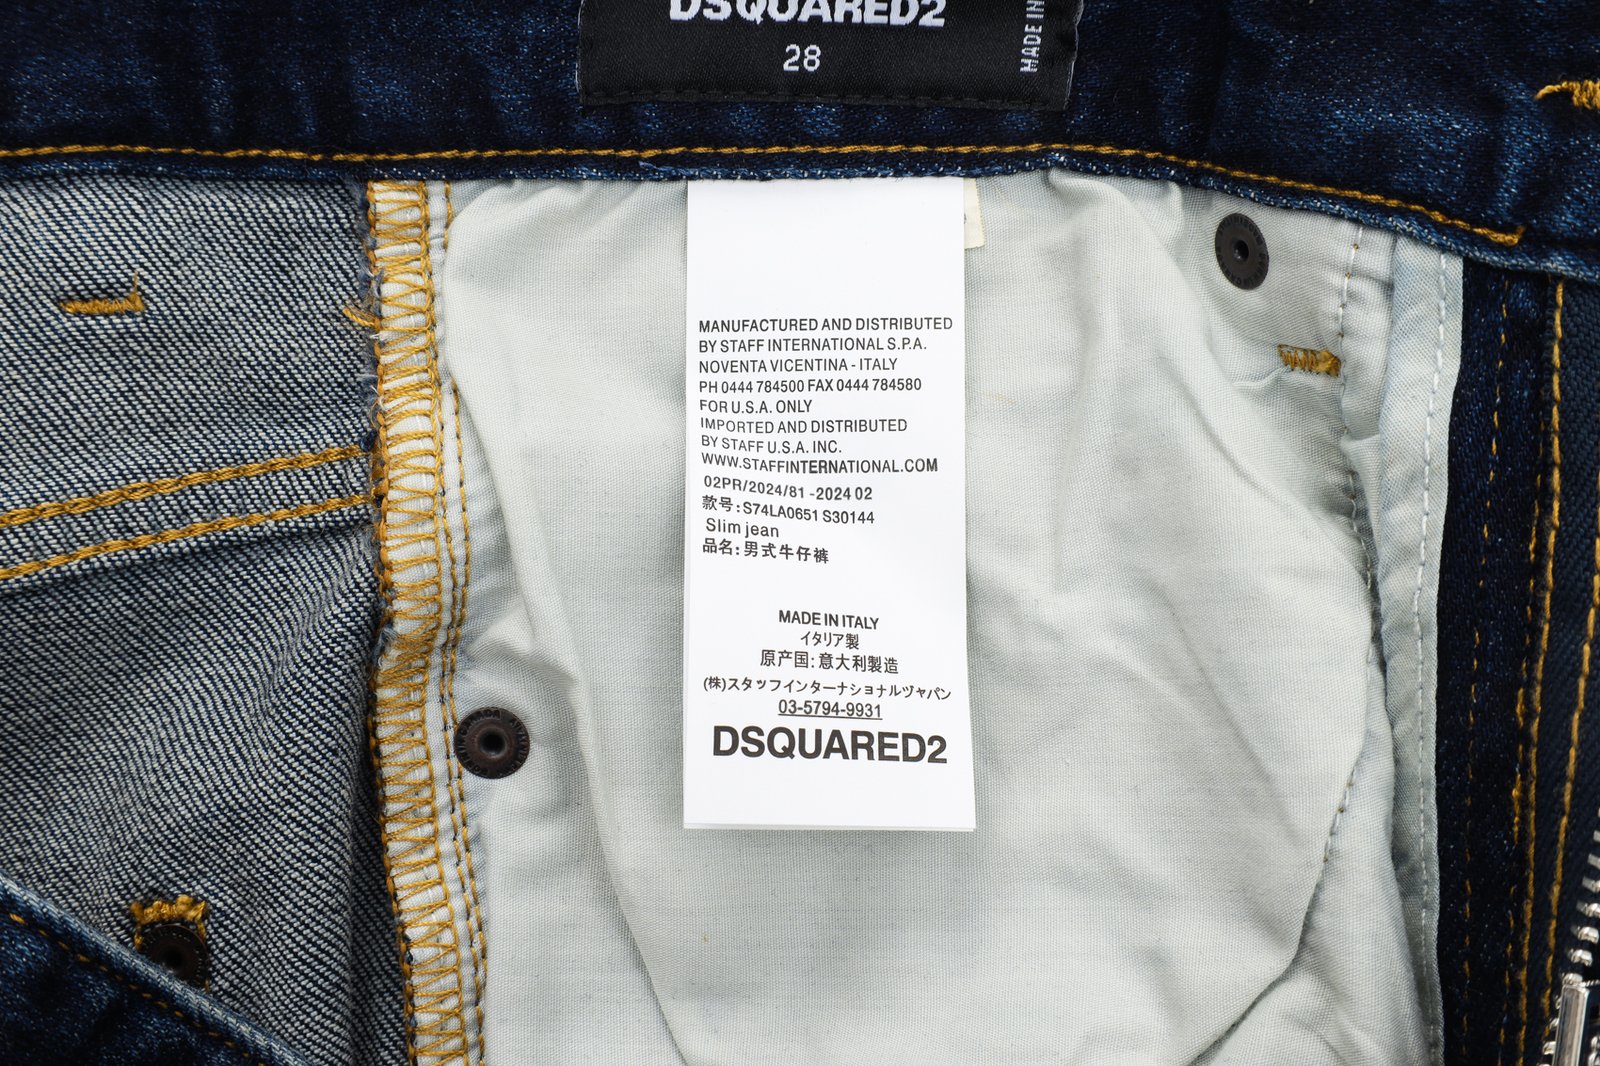 DSQUARED2
28
MADE IN
MANUFACTURED AND DISTRIBUTED
BY STAFF INTERNATIONAL S.P.A.
NOVENTA VICENTINA - ITALY
PH 0444 784500 FAX 0444 784580
FOR U.S.A. ONLY
IMPORTED AND DISTRIBUTED
BY STAFF U.S.A. INC.
WWW.STAFFINTERNATIONAL.COM
02PR/2024/81 -2024 02
款号:S74LA0651 S30144
Slim jean
品名:男式牛仔裤
MADE IN ITALY
イタリア製
原产国:意大利製造
(株)スタッフインターナショナルヅャパン
03-5794-9931
DSQUARED2